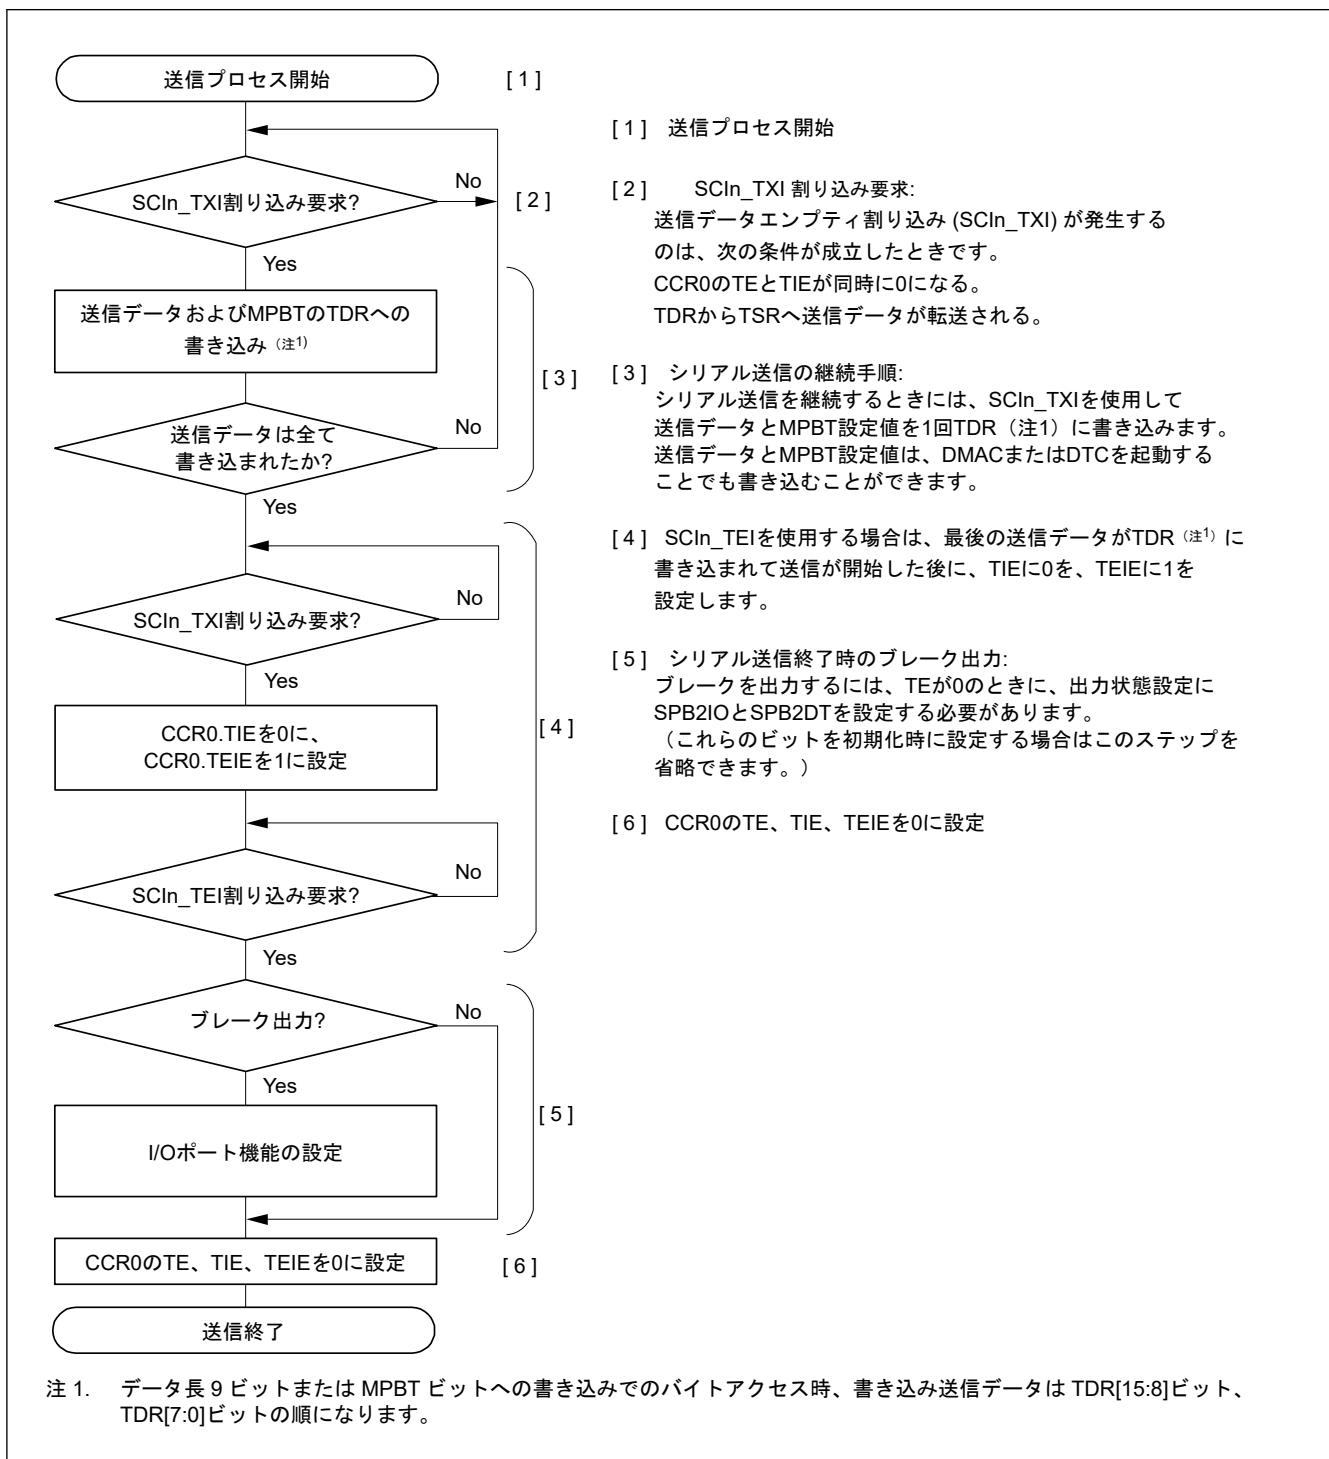 送信プロセス開始
[ 1 ]
SCIn_TXI割り込み要求?
No
[ 2 ]
Yes
送信データおよびMPBTのTDRへの
書き込み（注1）
[ 3 ]
送信データは全て
書き込まれたか?
No
Yes
SCIn_TXI割り込み要求?
No
Yes
CCR0.TIEを0に、
CCR0.TEIEを1に設定
[ 4 ]
SCIn_TEI割り込み要求?
No
Yes
ブレーク出力?
No
Yes
I/Oポート機能の設定
[ 5 ]
CCR0のTE、TIE、TEIEを0に設定
[ 6 ]
送信終了
[ 1 ] 送信プロセス開始
[ 2 ] SCIn_TXI 割り込み要求:
送信データエンプティ割り込み (SCIn_TXI) が発生する
のは、次の条件が成立したときです。
CCR0のTEとTIEが同時に0になる。
TDRからTSRへ送信データが転送される。
[ 3 ] シリアル送信の継続手順:
シリアル送信を継続するときには、SCIn_TXIを使用して
送信データとMPBT設定値を1回TDR（注1）に書き込みます。
送信データとMPBT設定値は、DMACまたはDTCを起動する
ことでも書き込むことができます。
[ 4 ] SCIn_TEIを使用する場合は、最後の送信データがTDR（注1）に
書き込まれて送信が開始した後に、TIEに0を、TEIEに1を
設定します。
[ 5 ] シリアル送信終了時のブレーク出力:
ブレークを出力するには、TEが0のときに、出力状態設定に
SPB2IOとSPB2DTを設定する必要があります。
（これらのビットを初期化時に設定する場合はこのステップを
省略できます。）
[ 6 ] CCR0のTE、TIE、TEIEを0に設定
注 1. データ長 9 ビットまたは MPBT ビットへの書き込みでのバイトアクセス時、書き込み送信データは TDR[15:8]ビット、
TDR[7:0]ビットの順になります。